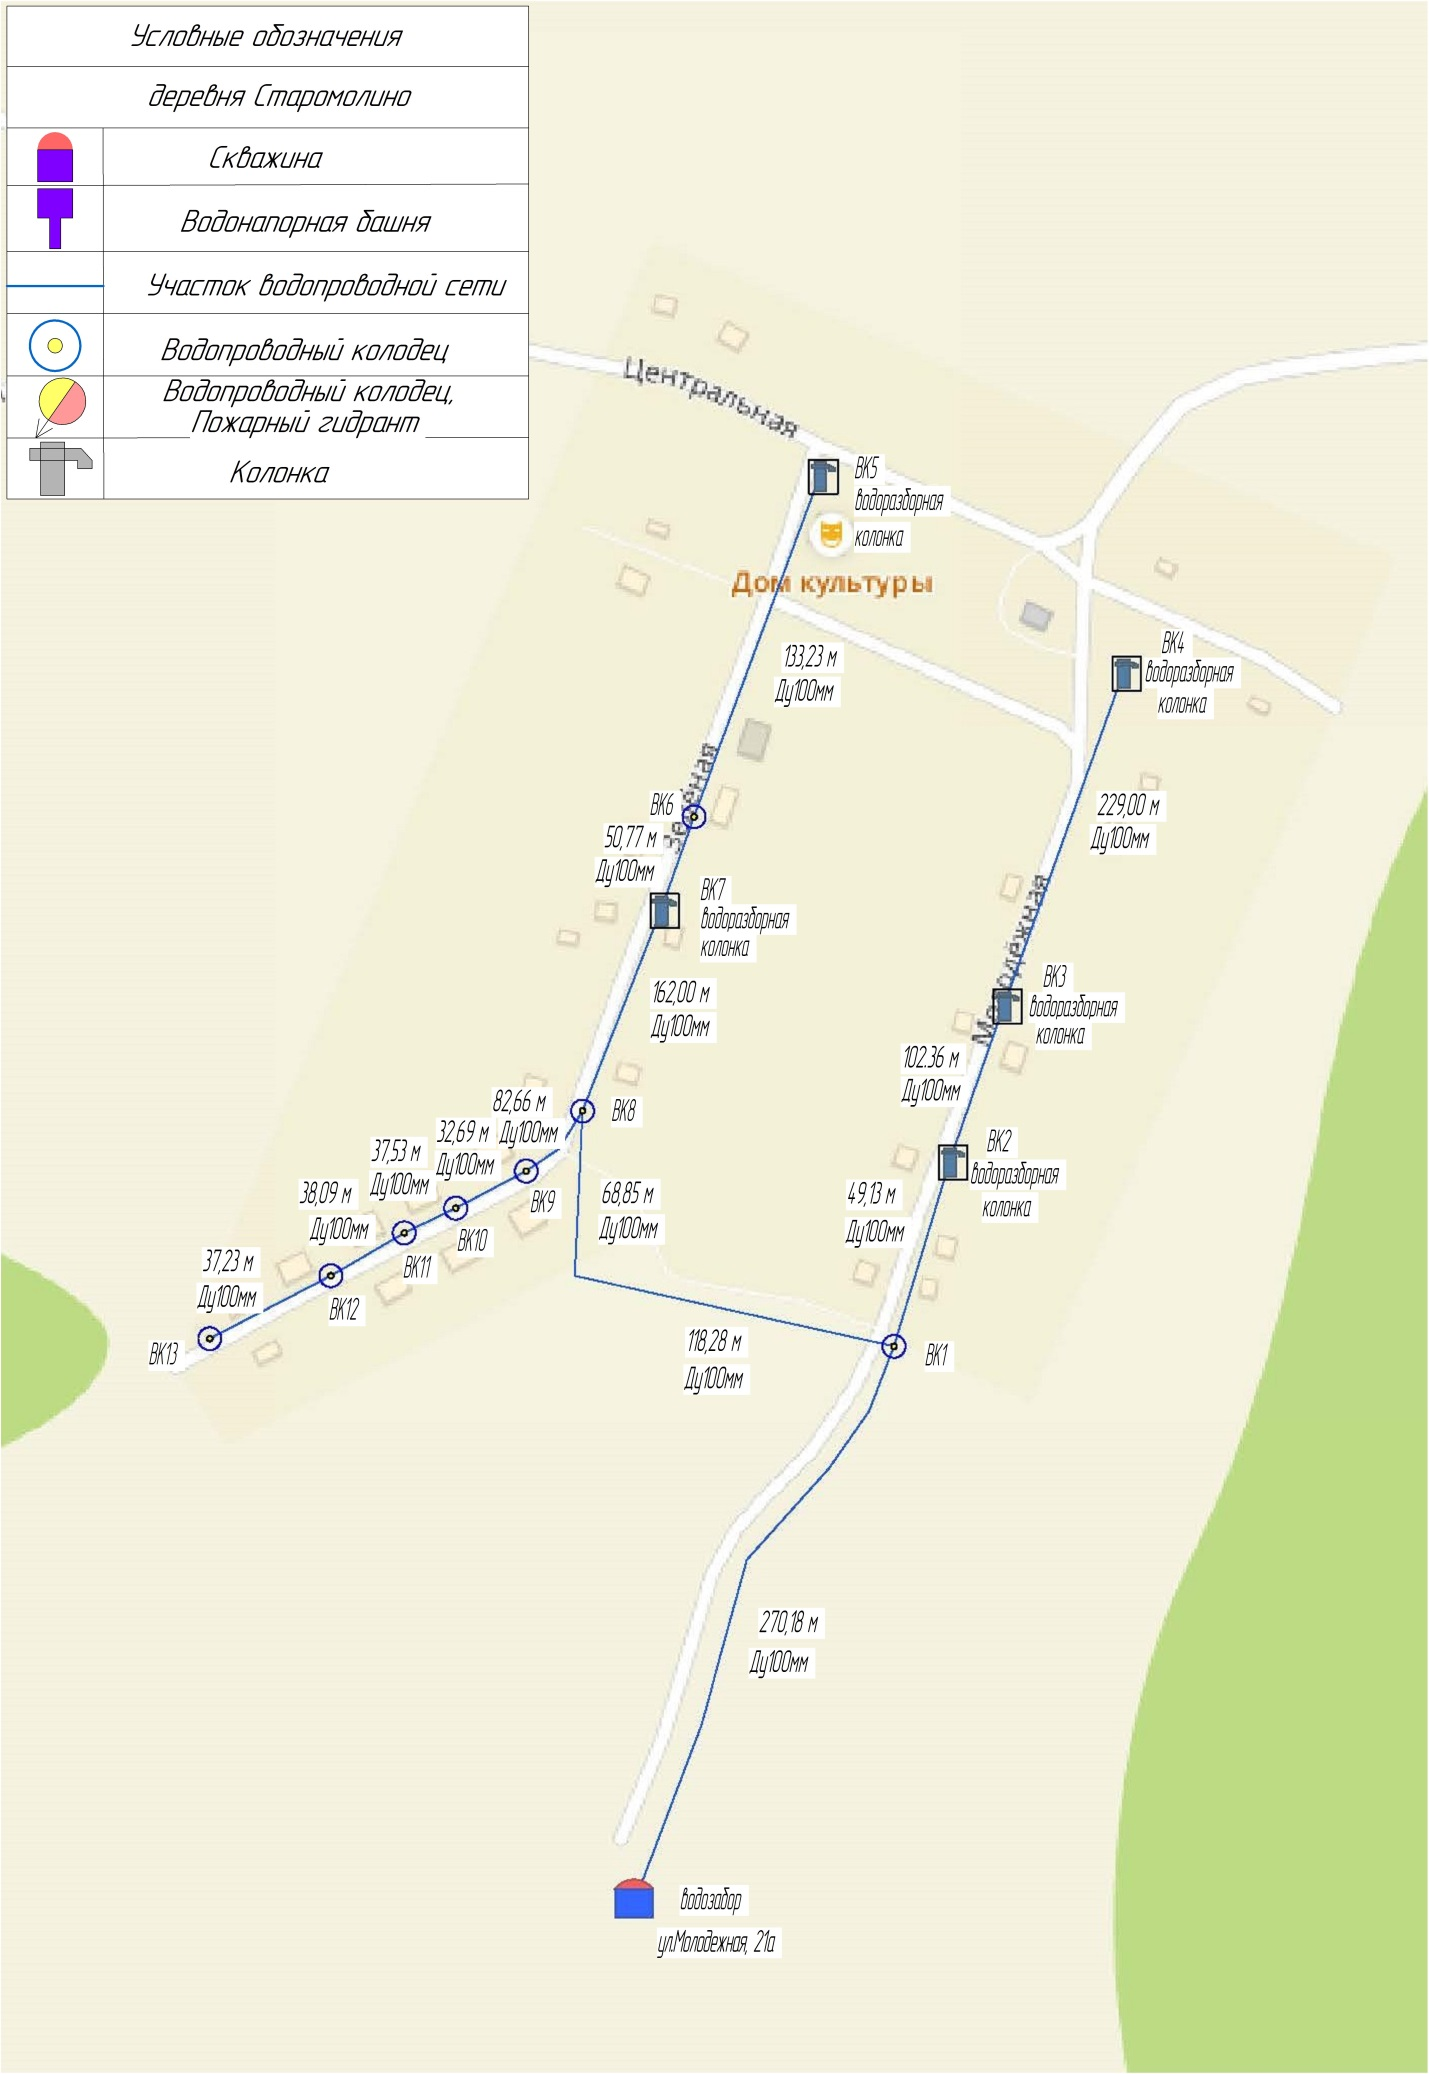 Условные обозначения
деревня Старомолино
Скважина
Водонапорная башня
Участок водопроводной сети
Водопроводный колодец
Водопроводный колодец,
Пожарный гидрант
Колонка
Центральная
ВК5
водоразборная
колонка
Дом культуры
ВК4
водоразборная
колонка
133,23 м
Ду100мм
Зелёная
229,00 м
Ду100мм
ВК6
50,77 м
Ду100мм
ВК7
водоразборная
колонка
Молодёжная
ВК3
водоразборная
колонка
162,00 м
Ду100мм
102.36 м
Ду100мм
82,66 м
Ду100мм
ВК8
32,69 м
Ду100мм
37,53 м
Ду100мм
ВК2
водоразборная
колонка
38,09 м
Ду100мм
ВК9
68,85 м
Ду100мм
49,13 м
Ду100мм
ВК10
ВК11
37,23 м
Ду100мм
ВК12
ВК13
118,28 м
Ду100мм
ВК1
270,18 м
Ду100мм
водозабор
ул.Молодежная, 21а